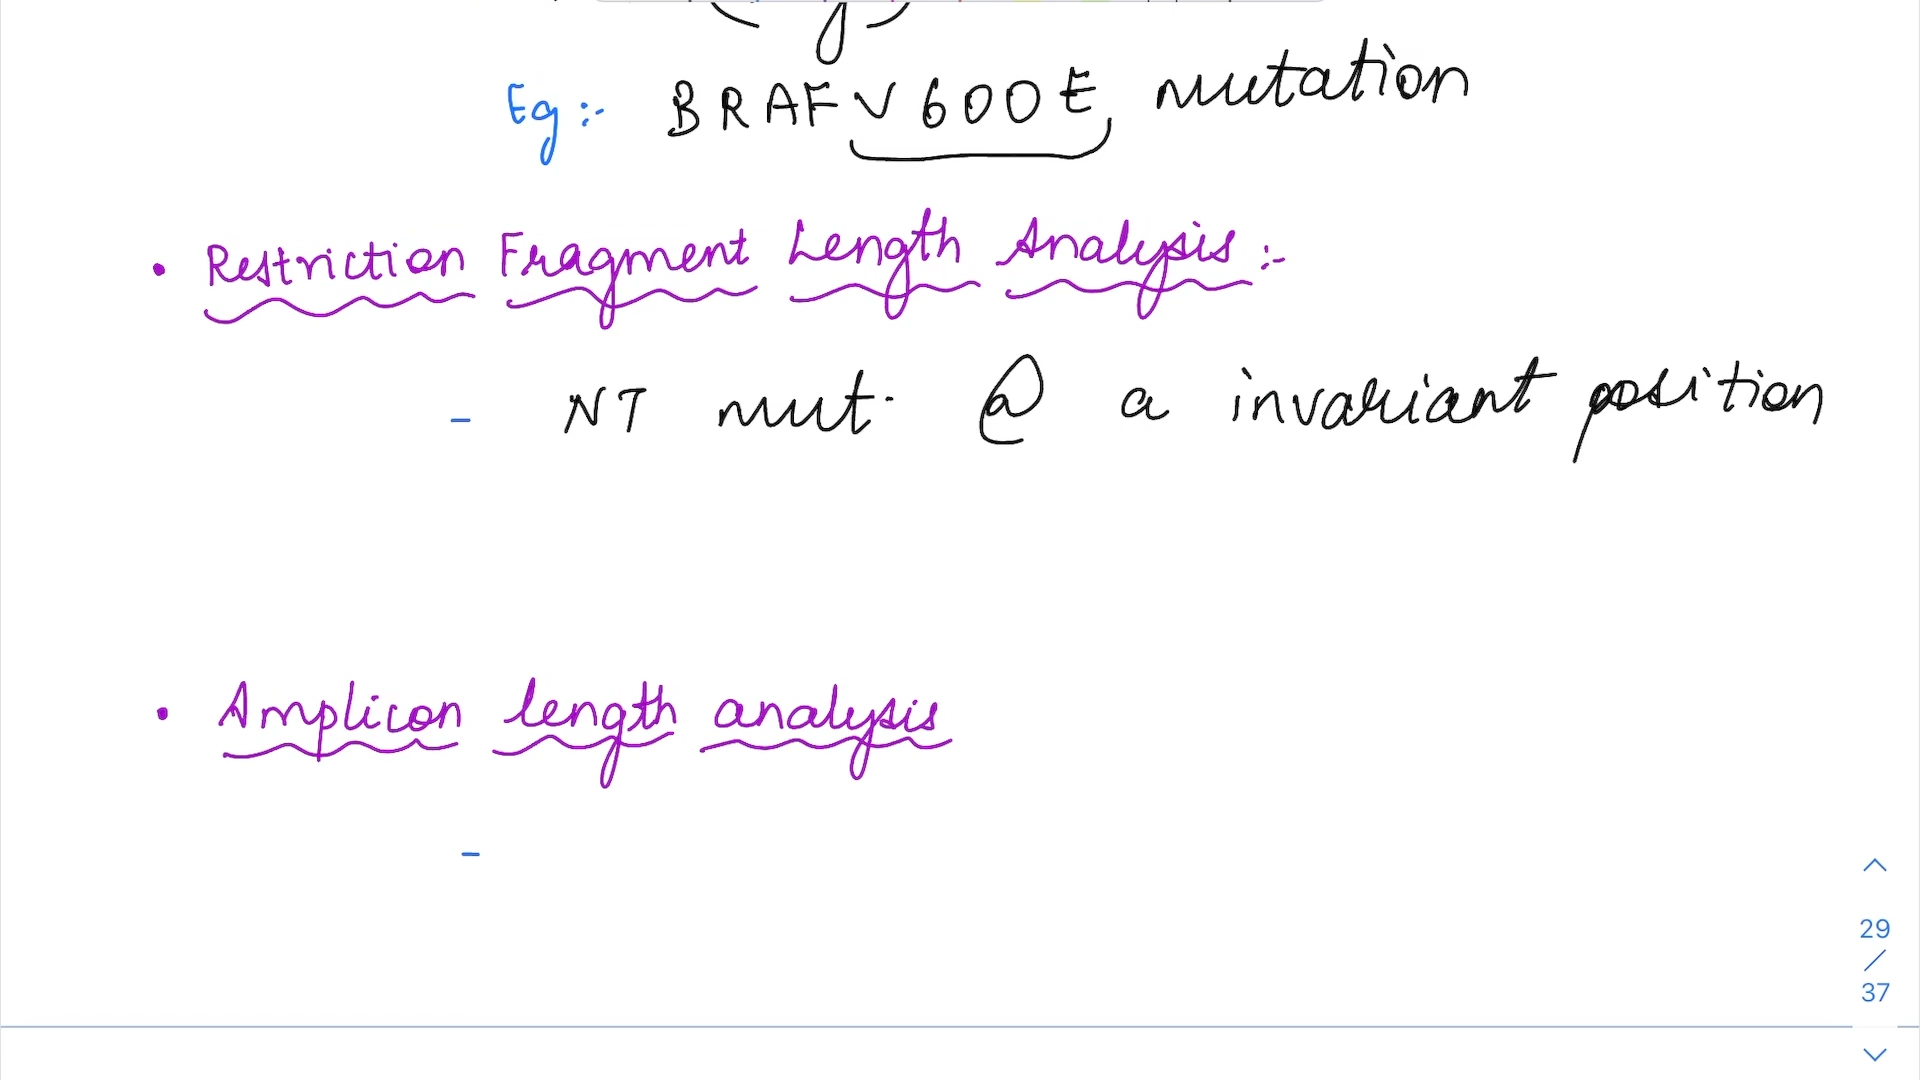 Eg :- BRAF V600E mutation
• Restriction Fragment Length Analysis :-
- NT mut. @ a invariant position
• Amplicon length analysis
-
29
/
37